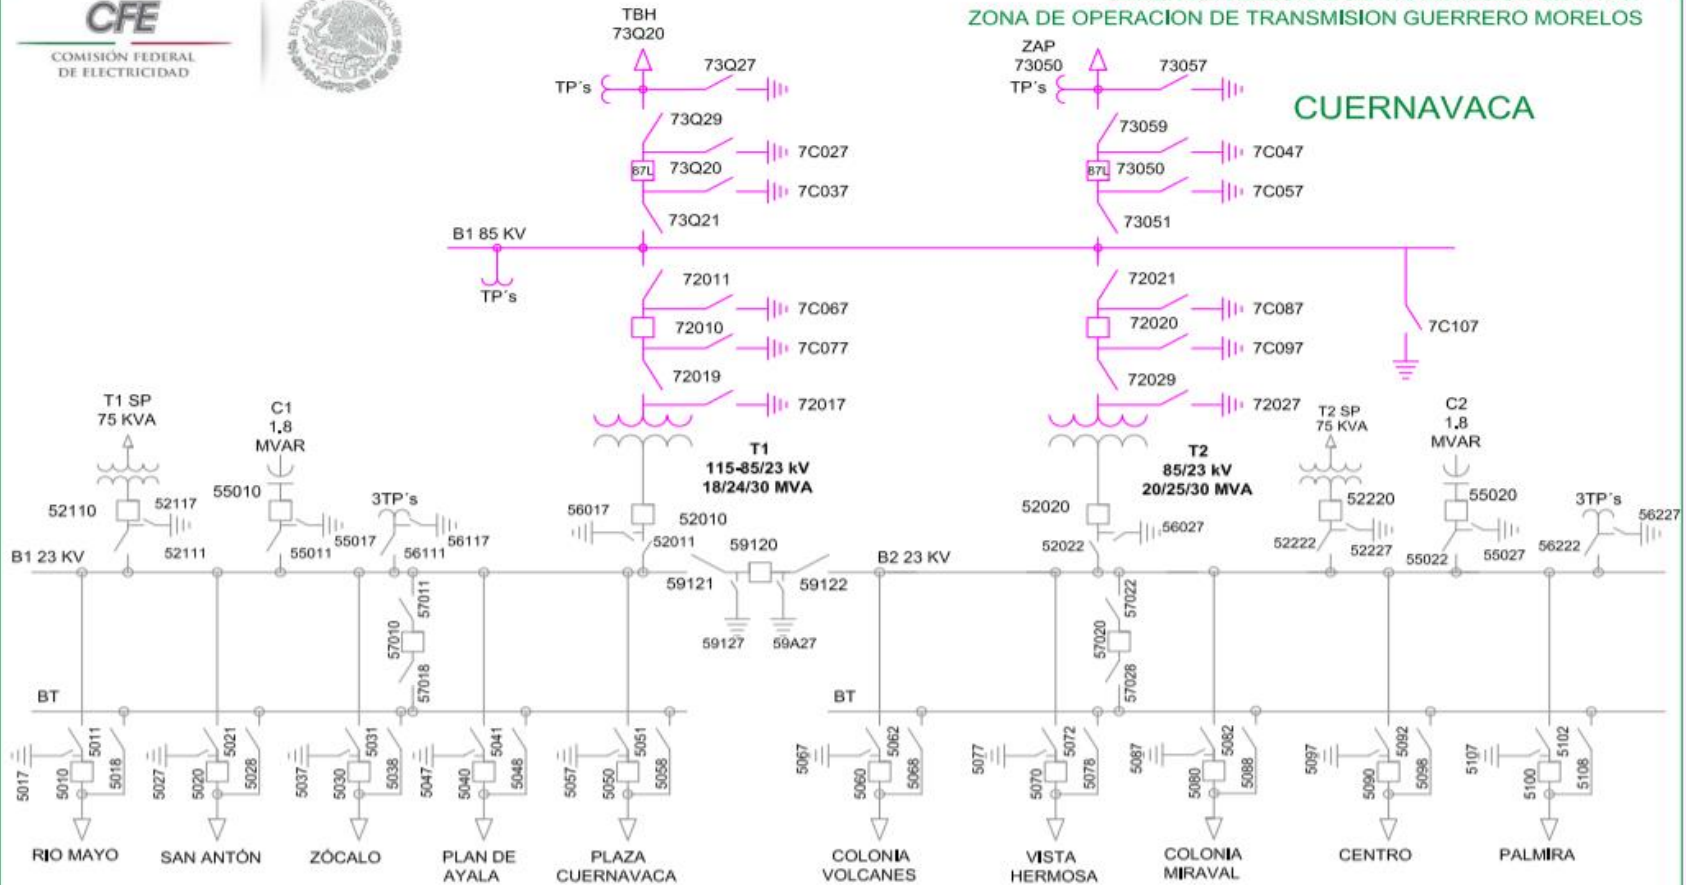 CFE
COMISIÓN FEDERAL
DE ELECTRICIDAD
ZONA DE OPERACION DE TRANSMISION GUERRERO MORELOS
CUERNAVACA
TBH
73Q20
TP´s
73Q27
73Q29
7C027
87L
73Q20
7C037
73Q21
ZAP
73050
TP´s
73057
73059
7C047
87L
73050
7C057
73051
B1 85 KV
TP´s
72011
7C067
72010
7C077
72019
72017
72021
7C087
72020
7C097
72029
72027
7C107
T1
115-85/23 kV
18/24/30 MVA
T2
85/23 kV
20/25/30 MVA
T1 SP
75 KVA
52110
52117
52111
C1
1.8
MVAR
55010
55017
55011
3TP´s
56117
56111
56017
52010
52011
59120
59121
59122
59127
59A27
52020
56027
52022
T2 SP
75 KVA
52220
52222
52227
C2
1.8
MVAR
55020
55022
55027
3TP´s
56227
56222
B1 23 KV
B2 23 KV
57011
57010
57018
57022
57020
57028
BT
BT
5017
5010
5011
5018
5027
5020
5021
5028
5037
5030
5031
5038
5047
5040
5041
5048
5057
5050
5051
5058
5067
5060
5062
5068
5077
5070
5072
5078
5087
5080
5082
5088
5097
5090
5092
5098
5107
5100
5102
5108
RIO MAYO
SAN ANTÓN
ZÓCALO
PLAN DE
AYALA
PLAZA
CUERNAVACA
COLONIA
VOLCANES
VISTA
HERMOSA
COLONIA
MIRAVAL
CENTRO
PALMIRA